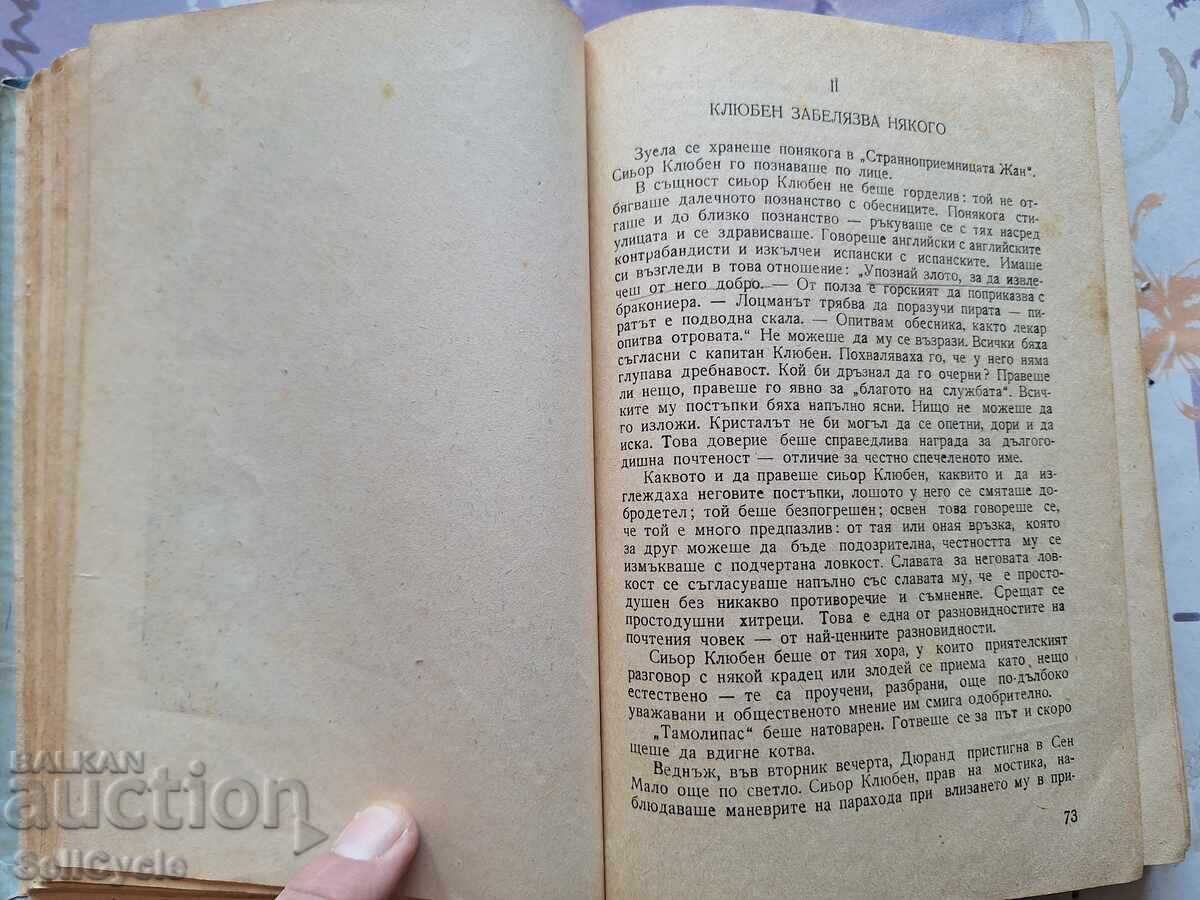 II
КЛЮБЕН ЗАБЕЛЯЗВА НЯКОГО
Зуела се хранеше понякога в „Странноприемницата Жан“.
Сиьор Клюбен го познаваше по лице.
В същност сиьор Клюбен не беше горделив: той не от-
бягваше далечното познанство с обесниците. Понякога сти-
гаше и до близко познанство — ръкуваше се с тях насред
улицата и се здрависваше. Говореше английски с английските
контрабандисти и изкълчен испански с испанските. Имаше
си възгледи в това отношение: „Упознай злото, за да извле-
чеш от него добро. — От полза е горският да поприказва с
бракониера. — Лоцманът трябва да поразучи пирата — пи-
ратът е подводна скала. — Опитвам обесника, както лекар
опитва отровата.“ Не можеше да му се възрази. Всички бяха
съгласни с капитан Клюбен. Похваляваха го, че у него няма
глупава дребнавост. Кой би дръзнал да го очерни? Правеше
ли нещо, правеше го явно за „благото на службата“. Всич-
ките му постъпки бяха напълно ясни. Нищо не можеше да
го изложи. Кристалът не би могъл да се опетни, дори и да
иска. Това доверие беше справедлива награда за дългого-
дишна почтеност — отличие за честно спечеленото име.
Каквото и да правеше сиьор Клюбен, каквито и да из-
глеждаха неговите постъпки, лошото у него се смяташе до-
бродетел; той беше безпогрешен; освен това говореше се,
че той е много предпазлив: от тая или оная връзка, която
за друг можеше да бъде подозрителна, честността му се
измъкваше с подчертана ловкост. Славата за неговата лов-
кост се съгласуваше напълно със славата му, че е просто-
душен без никакво противоречие и съмнение. Срещат се
простодушни хитреци. Това е една от разновидностите на
почтения човек — от най-ценните разновидности.
Сиьор Клюбен беше от тия хора, у които приятелският
разговор с някой крадец или злодей се приема като нещо
естествено — те са проучени, разбрани, още по-дълбоко
уважавани и общественото мнение им смига одобрително.
„Тамолипас“ беше натоварен. Готвеше се за път и скоро
щеше да вдигне котва.
Веднъж, във вторник вечерта, Дюранд пристигна в Сен
Мало още по светло. Сиьор Клюбен, прав на мостика, на-
блюдаваше маневрите на парахода при влизането му в при-
73
BALKAN
auction
SellCycle